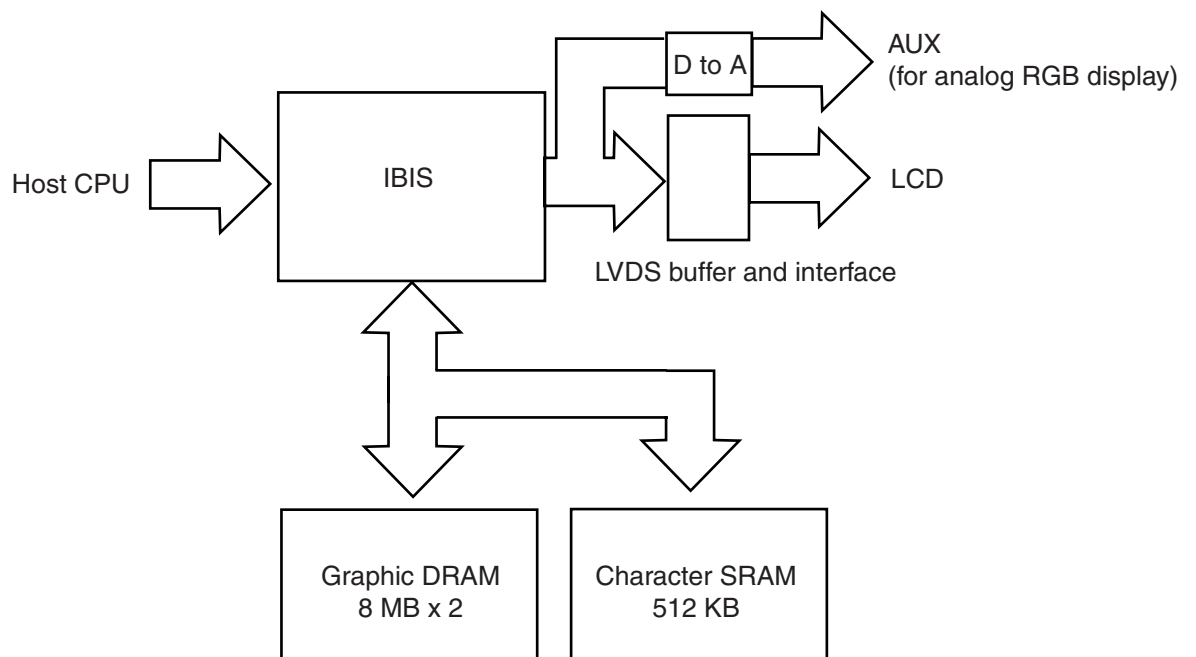 D to A
AUX
(for analog RGB display)
Host CPU
IBIS
LCD
LVDS buffer and interface
Graphic DRAM
8 MB x 2
Character SRAM
512 KB